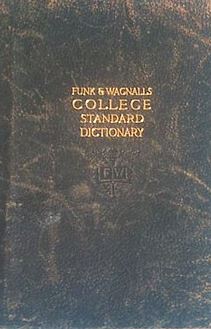 FUNK & WAGNALLS
COLLEGE
STANDARD
DICTIONARY